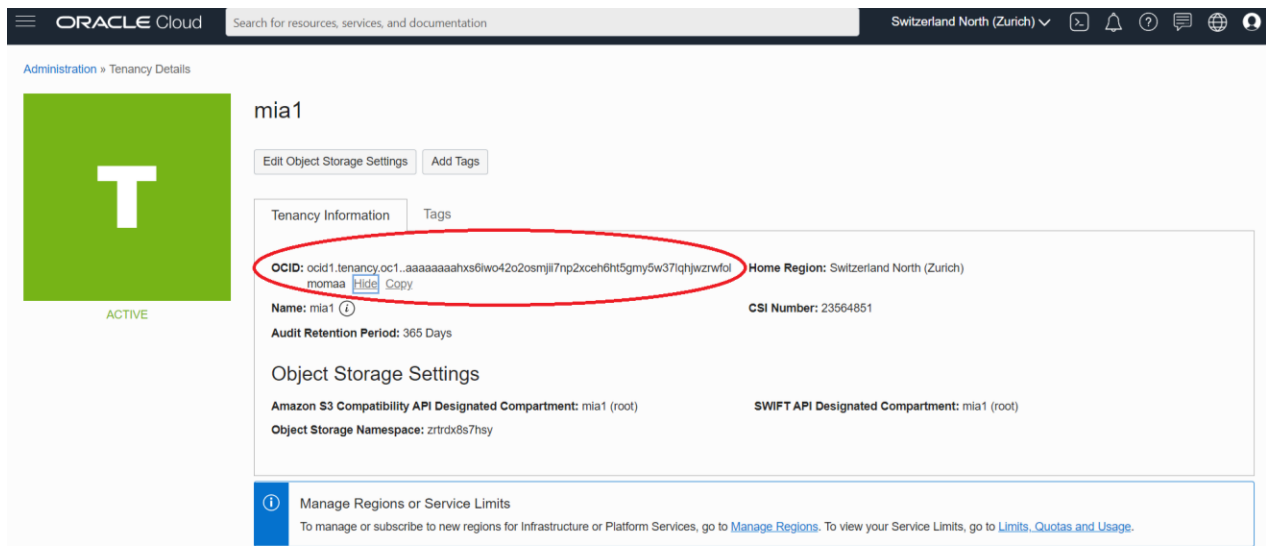 ORACLE Cloud
Search for resources, services, and documentation
Switzerland North (Zurich)
Administration » Tenancy Details
T
ACTIVE
mia1
Edit Object Storage Settings Add Tags
Tenancy Information Tags
OCID: ocid1.tenancy.oc1..aaaaaaaahxs6iwo42o2osmjii7np2xceh6ht5gmy5w37lqhjwzrwfol
momaa Hide Copy
Home Region: Switzerland North (Zurich)
Name: mia1 i
CSI Number: 23564851
Audit Retention Period: 365 Days
Object Storage Settings
Amazon S3 Compatibility API Designated Compartment: mia1 (root)
SWIFT API Designated Compartment: mia1 (root)
Object Storage Namespace: zrtrdx8s7hsy
Manage Regions or Service Limits
To manage or subscribe to new regions for Infrastructure or Platform Services, go to Manage Regions. To view your Service Limits, go to Limits, Quotas and Usage.